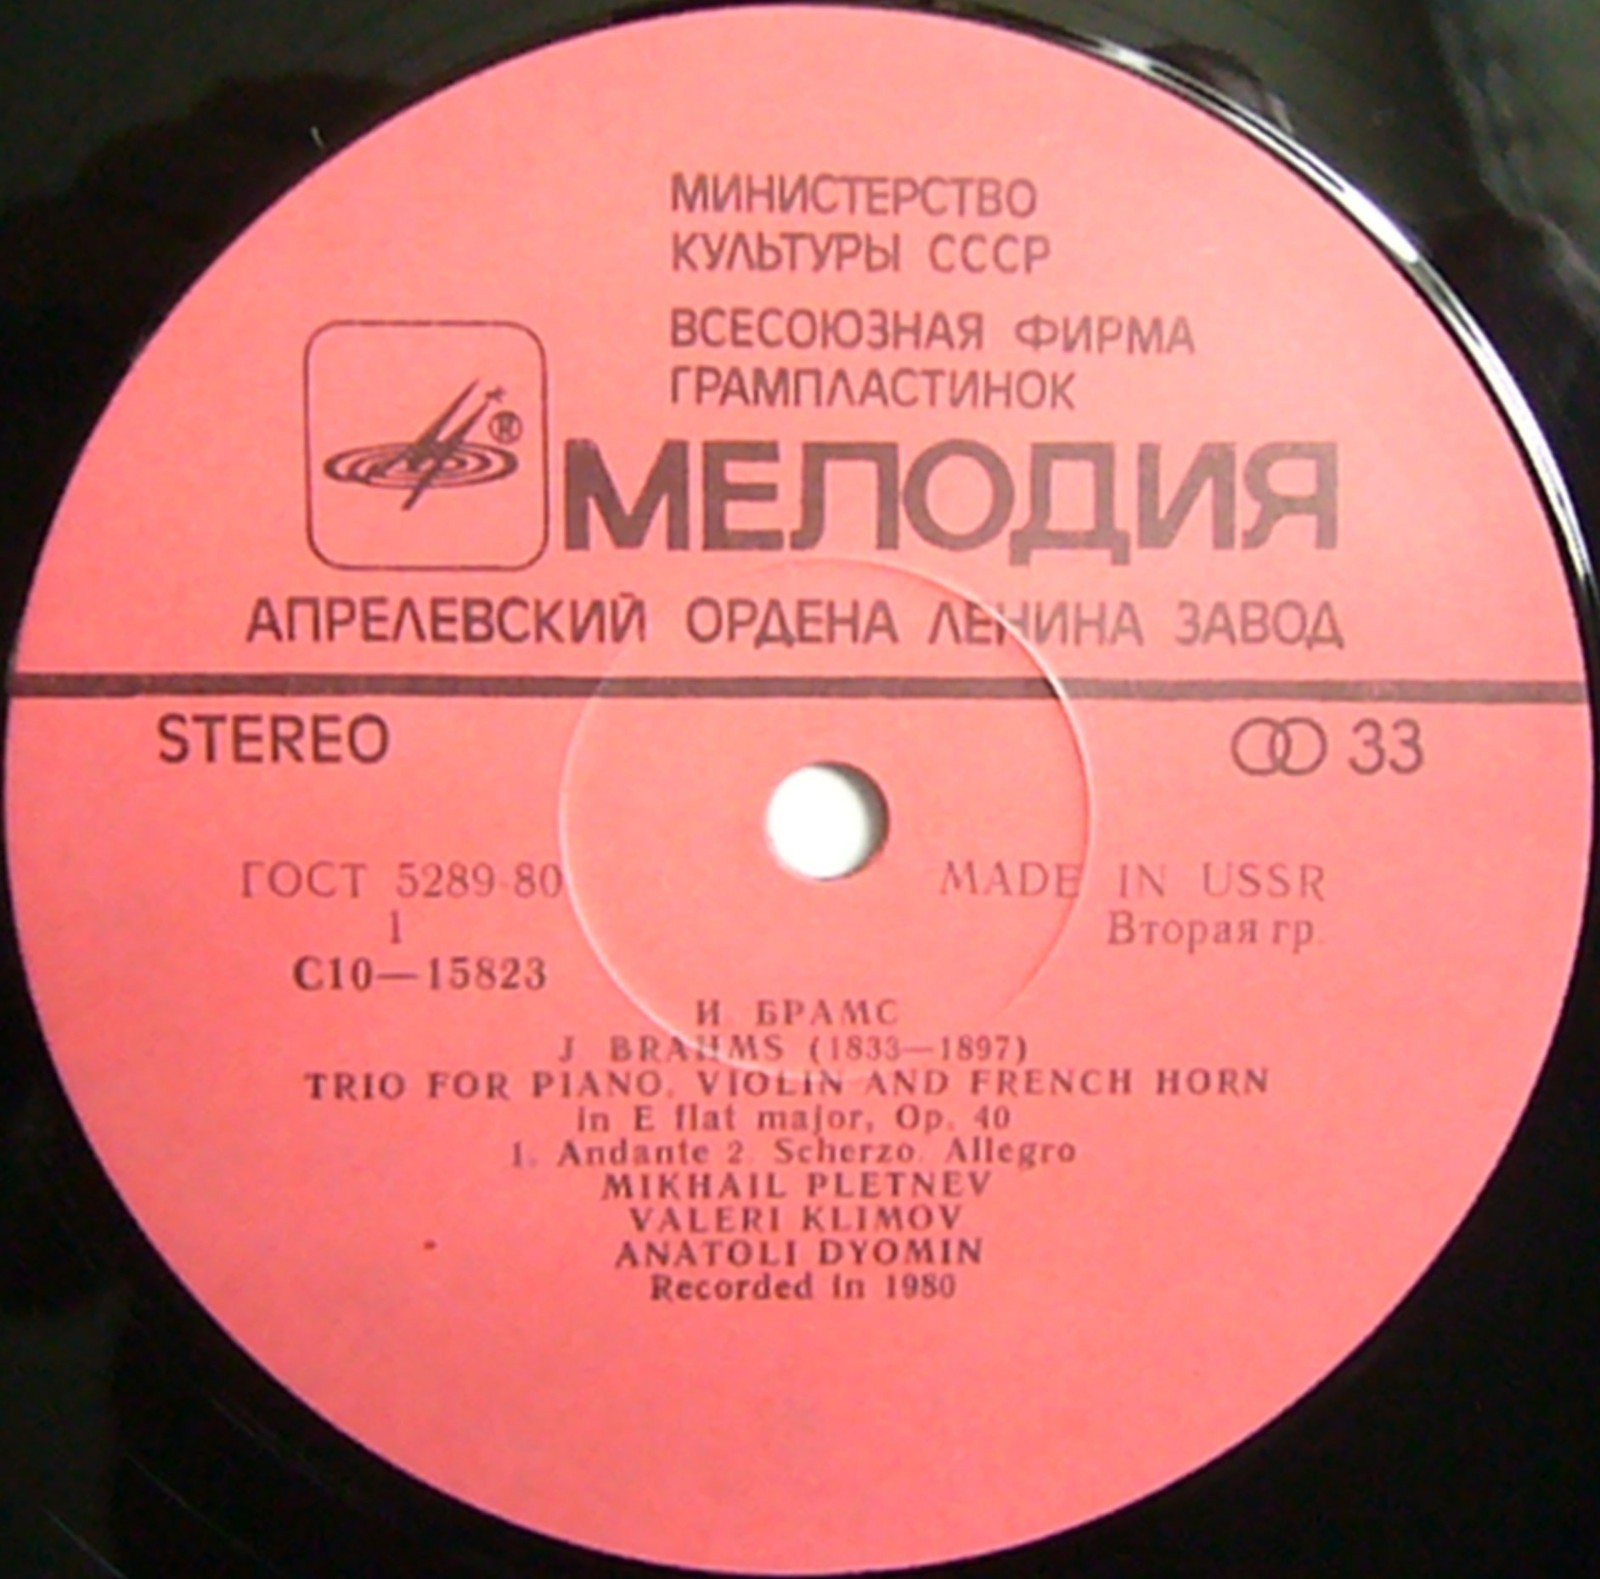 МИНИСТЕРСТВО
КУЛЬТУРЫ СССР
ВСЕСОЮЗНАЯ ФИРМА
ГРАМПЛАСТИНОК
®
МЕЛОДИЯ
АПРЕЛЕВСКИЙ ОРДЕНА ЛЕНИНА ЗАВОД
STEREO
33
ГОСТ 5289-80
MADE IN USSR
1
Вторая гр.
С10—15823
И. БРАМС
J. BRAHMS (1833—1897)
TRIO FOR PIANO, VIOLIN AND FRENCH HORN
in E flat major, Op. 40
1. Andante 2. Scherzo. Allegro
MIKHAIL PLETNEV
VALERI KLIMOV
ANATOLI DYOMIN
Recorded in 1980